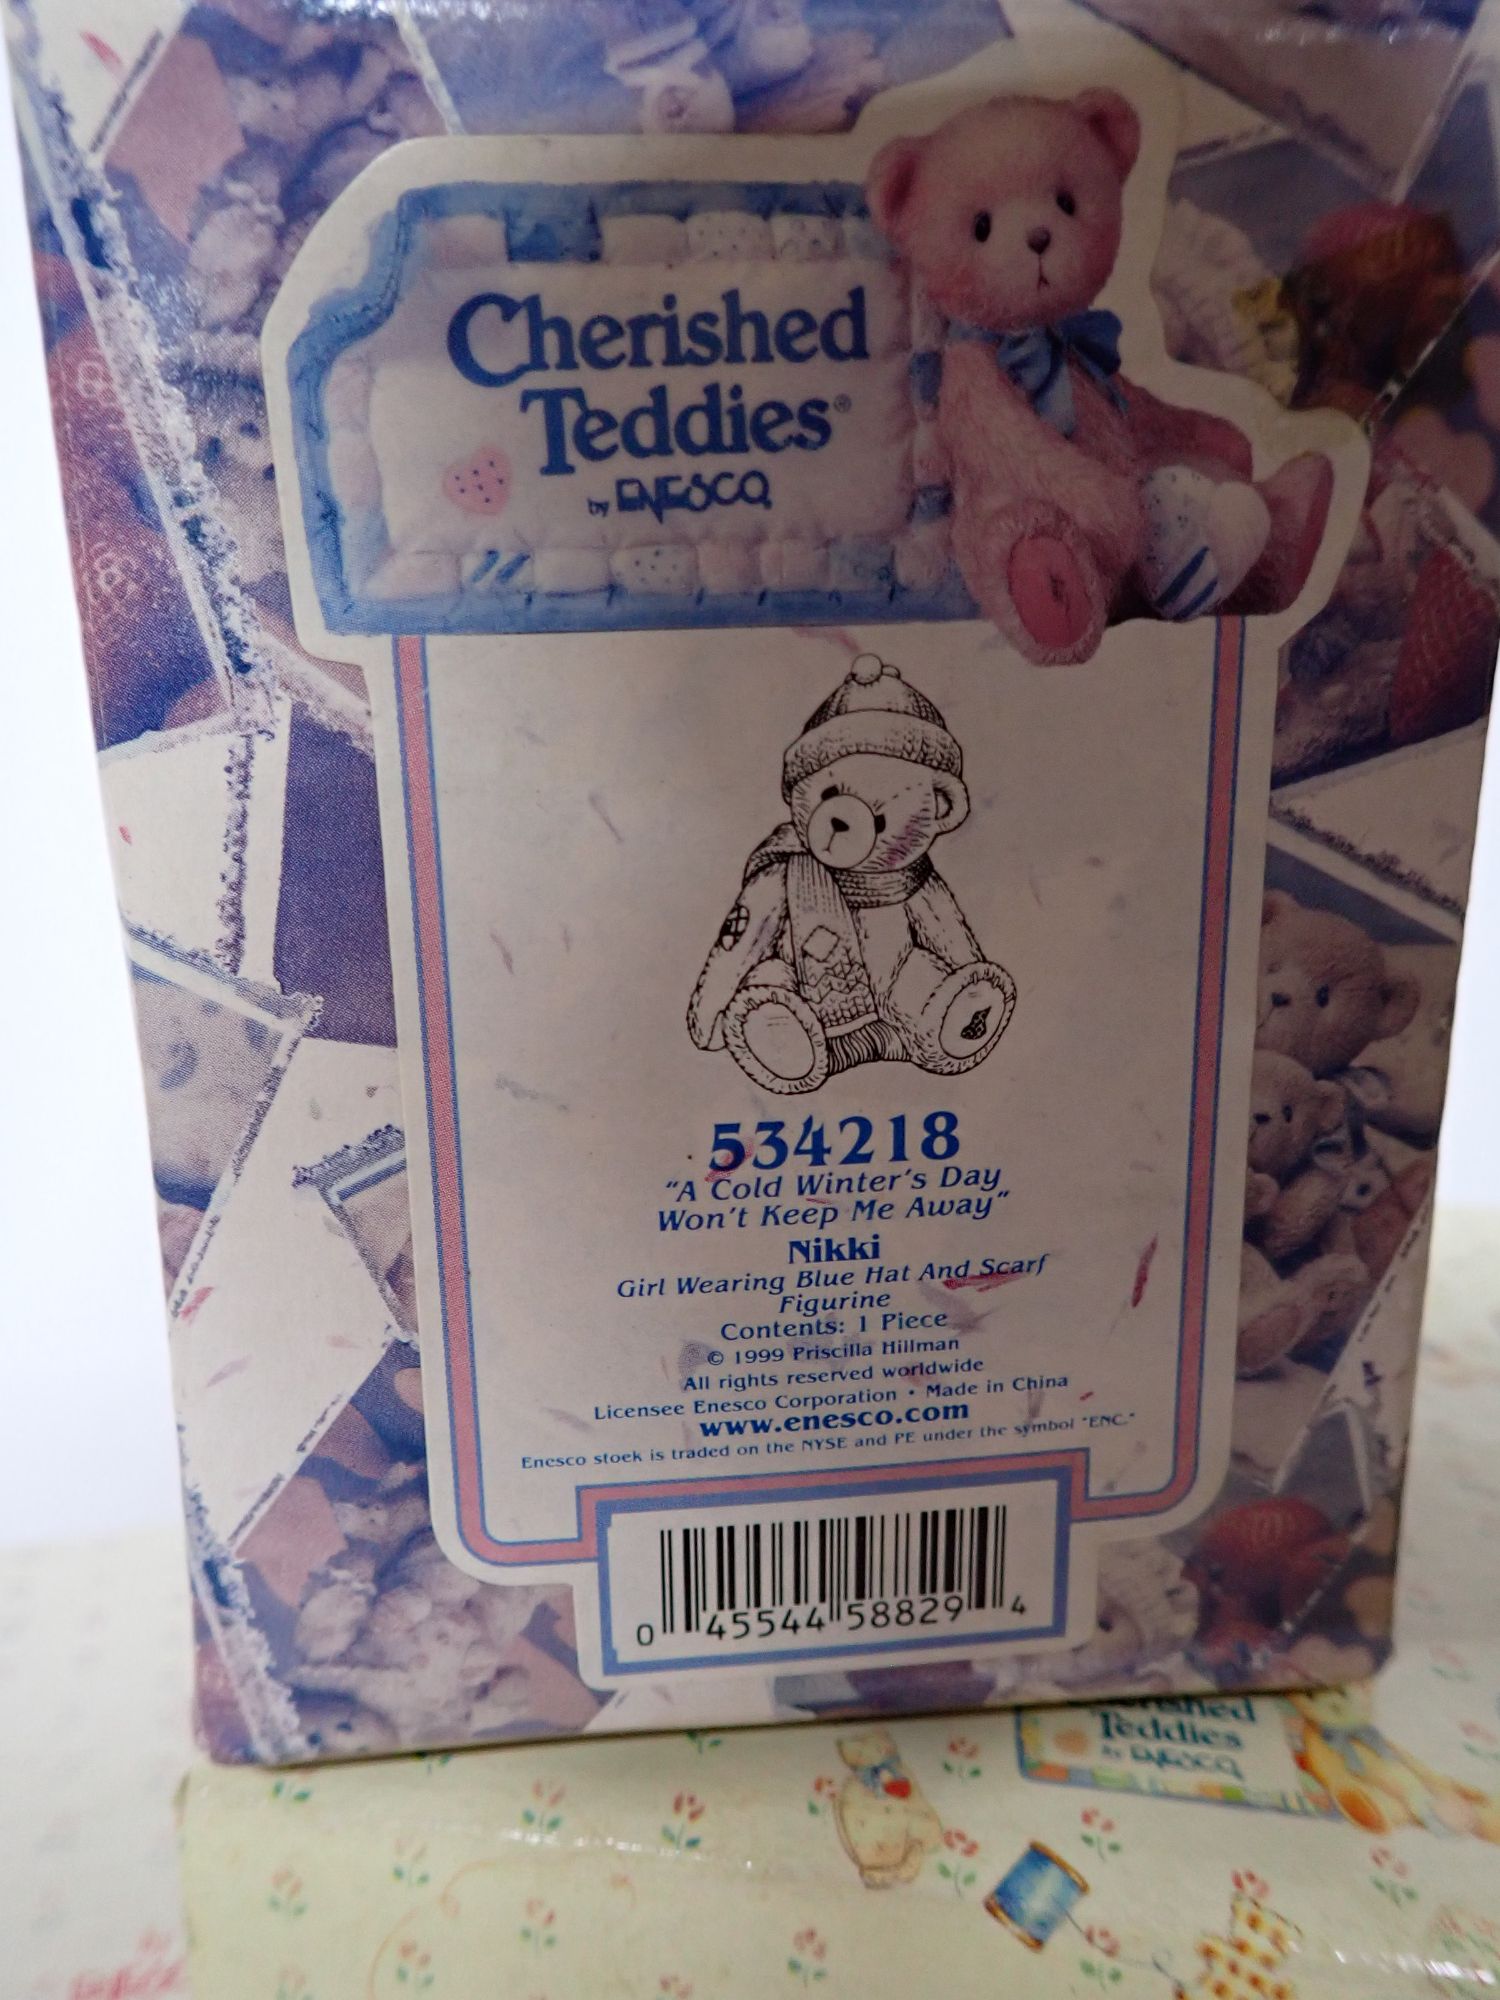 Cherished
Teddies®
by ENESCO
534218
"A Cold Winter's Day
Won't Keep Me Away"
Nikki
Girl Wearing Blue Hat And Scarf
Figurine
Contents: 1 Piece
© 1999 Priscilla Hillman
All rights reserved worldwide
Licensee Enesco Corporation • Made in China
www.enesco.com
Enesco stock is traded on the NYSE and PE under the symbol "ENC."
0 45544 58829 4
Cherished
Teddies
by ENESCO